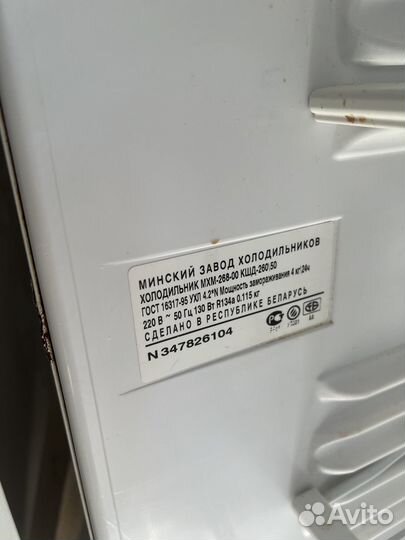 МИНСКИЙ ЗАВОД ХОЛОДИЛЬНИКОВ
ХОЛОДИЛЬНИК МХМ-268-00 КШД-260\50
ГОСТ 16317-95 УХЛ 4.2*N Мощность замораживания 4 кг\24ч
220 В ~ 50 Гц 130 Вт R134a 0.115 кг
СДЕЛАНО В РЕСПУБЛИКЕ БЕЛАРУСЬ
N 347826104
Avito